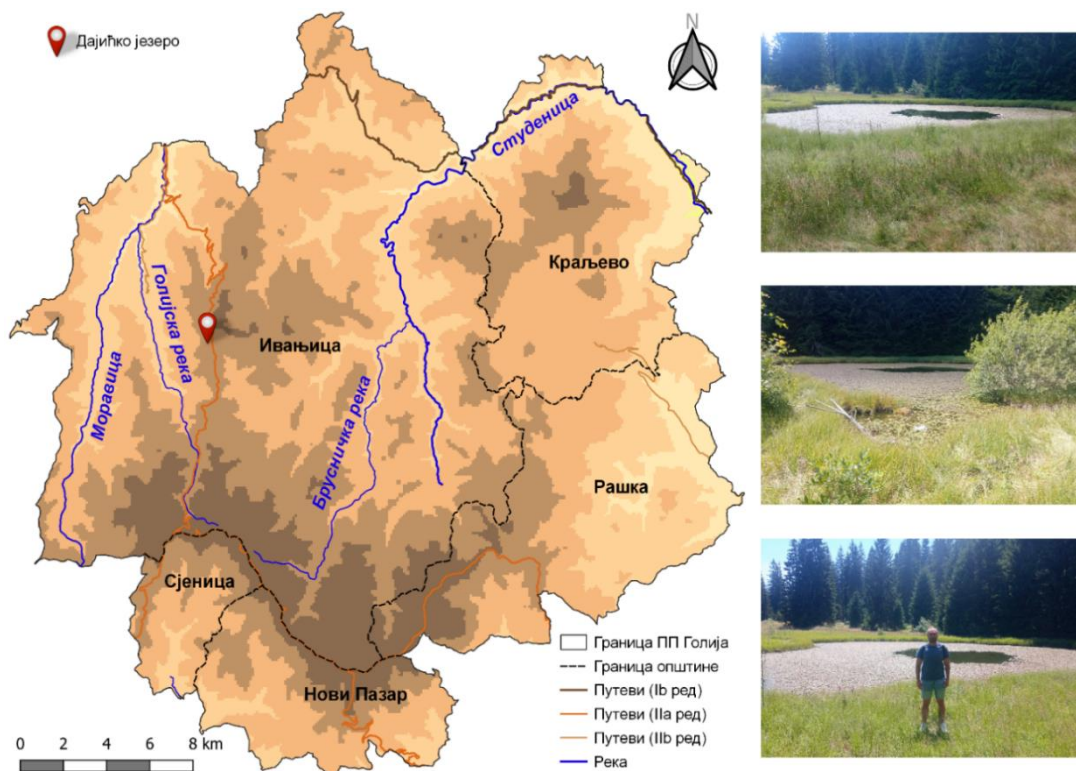 Дајићко језеро
N
Студеница
Краљево
Голијска река
Ивањица
Моравица
Брусничка река
Рашка
Сјеница
Нови Пазар
Граница ПП Голија
Граница општине
Путеви (Ib ред)
Путеви (IIa ред)
Путеви (IIb ред)
Река
0 2 4 6 8 km